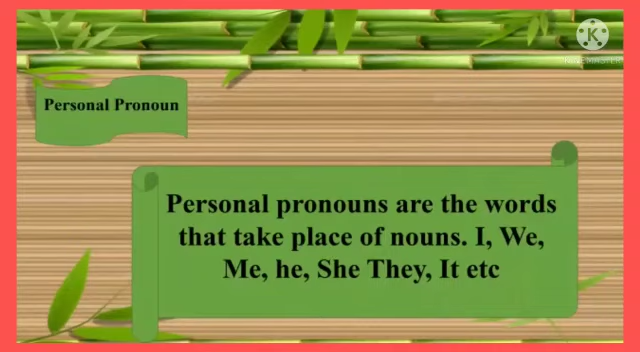 K
KINEMASTER
Personal Pronoun
Personal pronouns are the words
that take place of nouns. I, We,
Me, he, She They, It etc